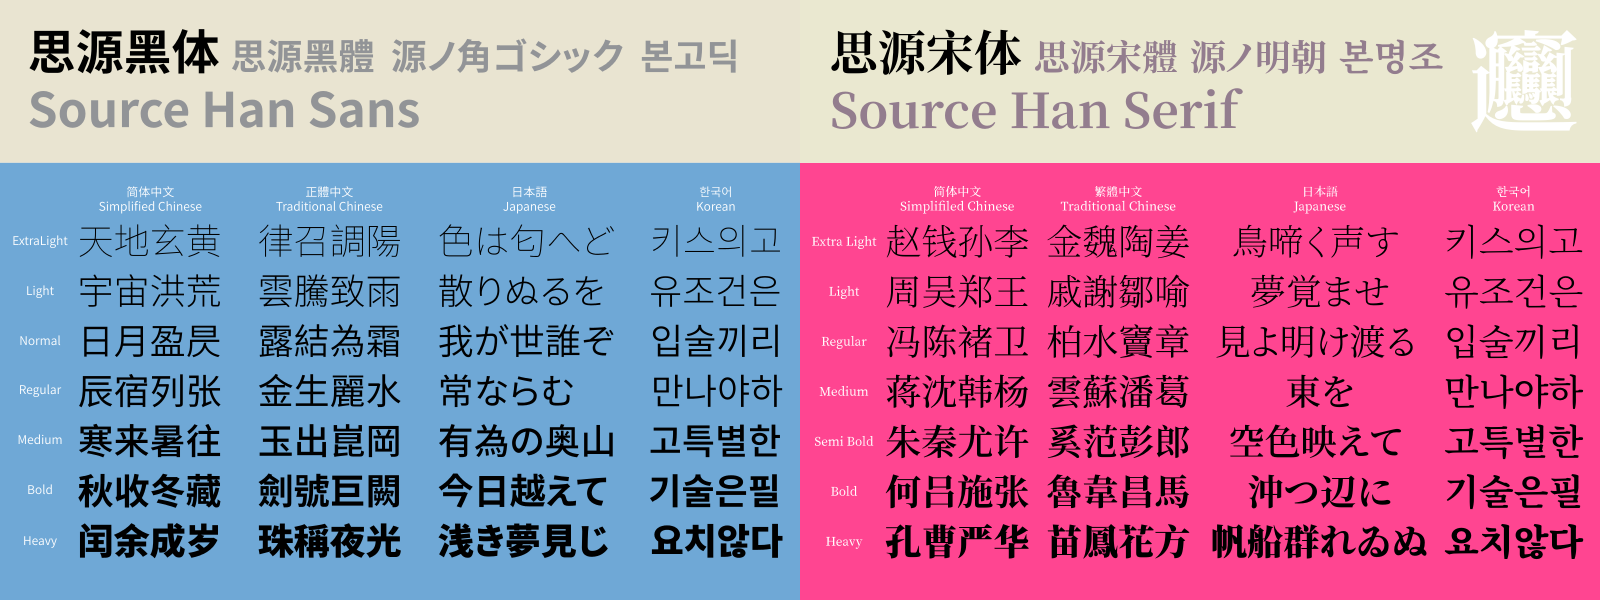 思源黑体 思源黑體 源ノ角ゴシック 본고딕
Source Han Sans
简体中文 正體中文 日本語 한국어
Simplified Chinese Traditional Chinese Japanese Korean
ExtraLight 天地玄黄 律召調陽 色は匂へど 키스의고
Light 宇宙洪荒 雲騰致雨 散りぬるを 유조건은
Normal 日月盈昃 露結為霜 我が世誰ぞ 입술끼리
Regular 辰宿列张 金生麗水 常ならむ 만나야하
Medium 寒来暑往 玉出崑岡 有為の奥山 고특별한
Bold 秋收冬藏 劍號巨闕 今日越えて 기술은필
Heavy 闰余成岁 珠稱夜光 浅き夢見じ 요치않다
思源宋体 思源宋體 源ノ明朝 본명조
Source Han Serif
简体中文 繁體中文 日本語 한국어
Simplifiled Chinese Traditional Chinese Japanese Korean
Extra Light 赵钱孙李 金魏陶姜 鳥啼く声す 키스의고
Light 周吴郑王 戚謝鄒喻 夢覚ませ 유조건은
Regular 冯陈褚卫 柏水竇章 見よ明け渡る 입술끼리
Medium 蒋沈韩杨 雲蘇潘葛 東を 만나야하
Semi Bold 朱秦尤许 奚范彭郎 空色映えて 고특별한
Bold 何吕施张 魯韋昌馬 沖つ辺に 기술은필
Heavy 孔曹严华 苗鳳花方 帆船群れゐぬ 요치않다